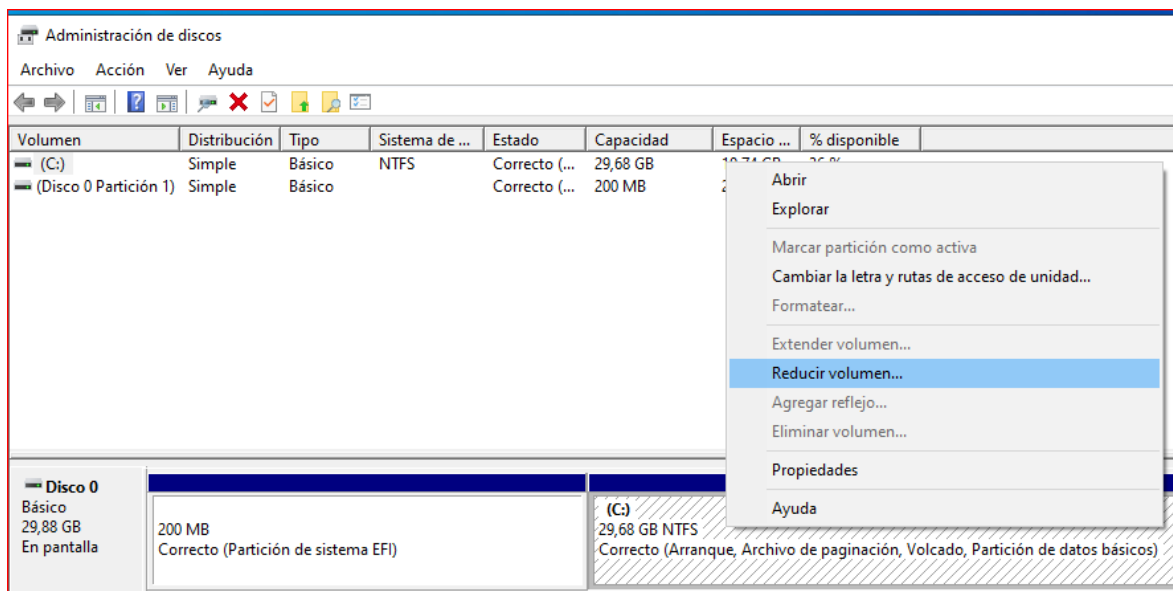 Administración de discos
Archivo Acción Ver Ayuda
Volumen Distribución Tipo Sistema de ... Estado Capacidad Espacio ... % disponible
(C:) Simple Básico NTFS Correcto (... 29,68 GB
(Disco 0 Partición 1) Simple Básico Correcto (... 200 MB
Abrir
Explorar
Marcar partición como activa
Cambiar la letra y rutas de acceso de unidad...
Formatear...
Extender volumen...
Reducir volumen...
Agregar reflejo...
Eliminar volumen...
Propiedades
Ayuda
Disco 0
Básico
29,88 GB
En pantalla
200 MB
Correcto (Partición de sistema EFI)
(C:)
29,68 GB NTFS
Correcto (Arranque, Archivo de paginación, Volcado, Partición de datos básicos)